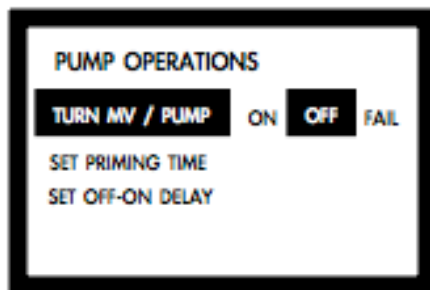 PUMP OPERATIONS
TURN MV / PUMP ON OFF FAIL
SET PRIMING TIME
SET OFF-ON DELAY